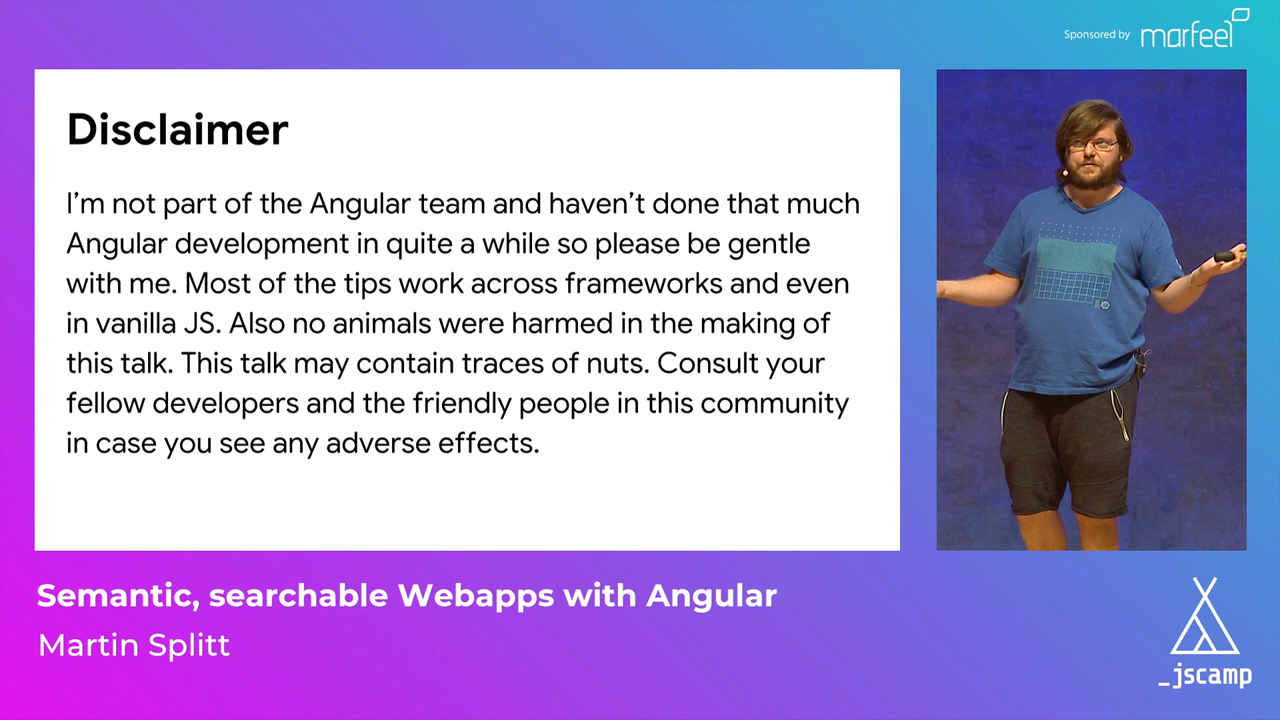 Sponsored by marfeel
Disclaimer
I'm not part of the Angular team and haven't done that much
Angular development in quite a while so please be gentle
with me. Most of the tips work across frameworks and even
in vanilla JS. Also no animals were harmed in the making of
this talk. This talk may contain traces of nuts. Consult your
fellow developers and the friendly people in this community
in case you see any adverse effects.
Semantic, searchable Webapps with Angular
Martin Splitt
_jscamp